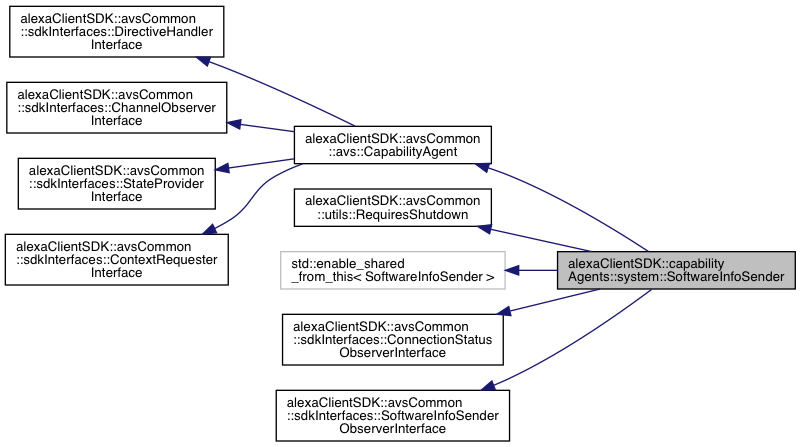 alexaClientSDK::avsCommon
::sdkInterfaces::DirectiveHandler
Interface
alexaClientSDK::avsCommon
::sdkInterfaces::ChannelObserver
Interface
alexaClientSDK::avsCommon
::avs::CapabilityAgent
alexaClientSDK::avsCommon
::sdkInterfaces::StateProvider
Interface
alexaClientSDK::avsCommon
::utils::RequiresShutdown
alexaClientSDK::avsCommon
::sdkInterfaces::ContextRequester
Interface
std::enable_shared
_from_this< SoftwareInfoSender >
alexaClientSDK::capability
Agents::system::SoftwareInfoSender
alexaClientSDK::avsCommon
::sdkInterfaces::ConnectionStatus
ObserverInterface
alexaClientSDK::avsCommon
::sdkInterfaces::SoftwareInfoSender
ObserverInterface